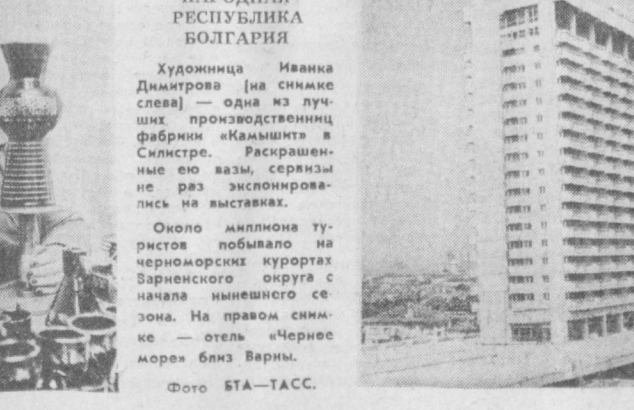 НАРОДНАЯ
РЕСПУБЛИКА
БОЛГАРИЯ
Художница Иванка
Димитрова [на снимке
слева] — одна из луч-
ших производственниц
фабрики «Камышит» в
Силистре. Раскрашен-
ные ею вазы, сервизы
не раз экспонирова-
лись на выставках.
Около миллиона ту-
ристов побывало на
черноморских курортах
Варненского округа с
начала нынешнего се-
зона. На правом сним-
ке — отель «Черное
море» близ Варны.
Фото БТА—ТАСС.